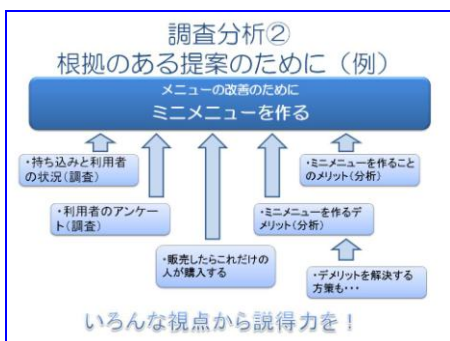 調査分析②
根拠のある提案のために（例）
メニューの改善のために
ミニメニューを作る
・持ち込みと利用者
の状況(調査)
・ミニメニューを作ること
のメリット(分析)
・利用者のアンケー
ト(調査)
・ミニメニューを作るデ
メリット(分析)
・販売したらこれだけの
人が購入する
・デメリットを解決する
方策も・・・
いろんな視点から説得力を！